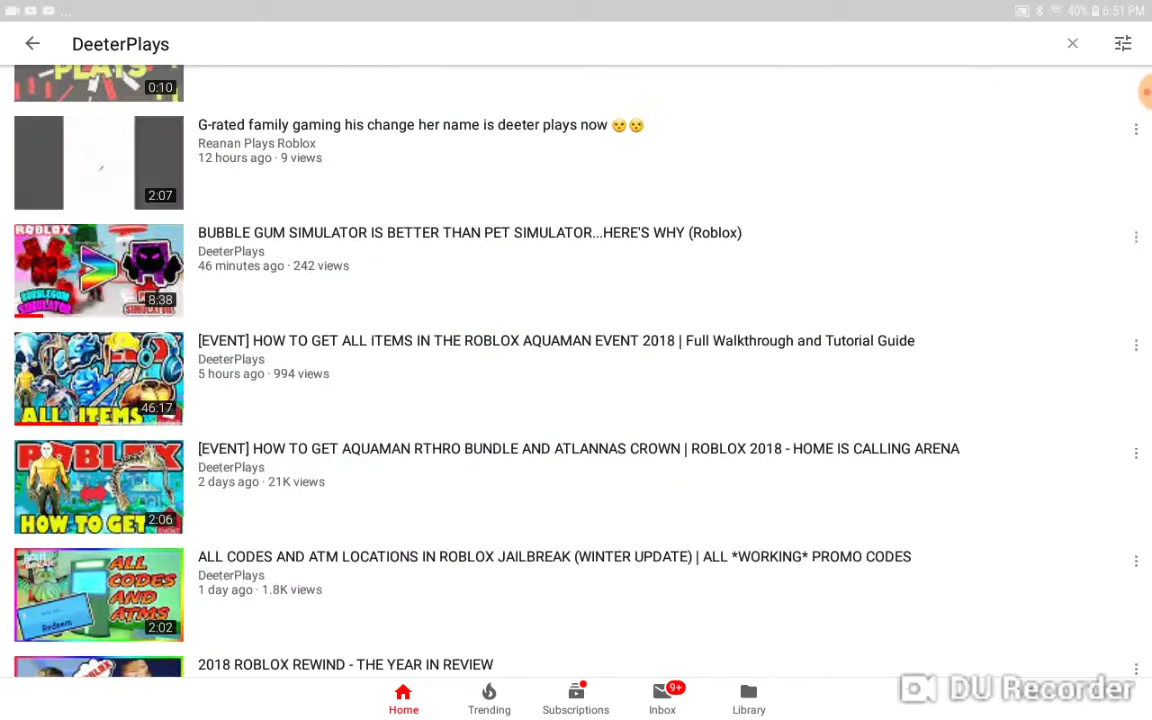 ... 40% 6:51 PM
DeeterPlays
PLAYS
0:10
G-rated family gaming his change her name is deeter plays now 😒😒
Reanan Plays Roblox
12 hours ago · 9 views
2:07
ROBLOX
BUBBLEGUM
SIMULATOR
SIMULATOR
8:38
BUBBLE GUM SIMULATOR IS BETTER THAN PET SIMULATOR...HERE'S WHY (Roblox)
DeeterPlays
46 minutes ago · 242 views
ALL ITEMS
46:17
[EVENT] HOW TO GET ALL ITEMS IN THE ROBLOX AQUAMAN EVENT 2018 | Full Walkthrough and Tutorial Guide
DeeterPlays
5 hours ago · 994 views
ROBLOX
HOW TO GET
2:06
[EVENT] HOW TO GET AQUAMAN RTHRO BUNDLE AND ATLANNAS CROWN | ROBLOX 2018 - HOME IS CALLING ARENA
DeeterPlays
2 days ago · 21K views
ALL
CODES
AND
ATMS
Redeem
2:02
ALL CODES AND ATM LOCATIONS IN ROBLOX JAILBREAK (WINTER UPDATE) | ALL *WORKING* PROMO CODES
DeeterPlays
1 day ago · 1.8K views
2018 ROBLOX REWIND - THE YEAR IN REVIEW
Home
Trending
Subscriptions
9+
Inbox
Library
DU Recorder